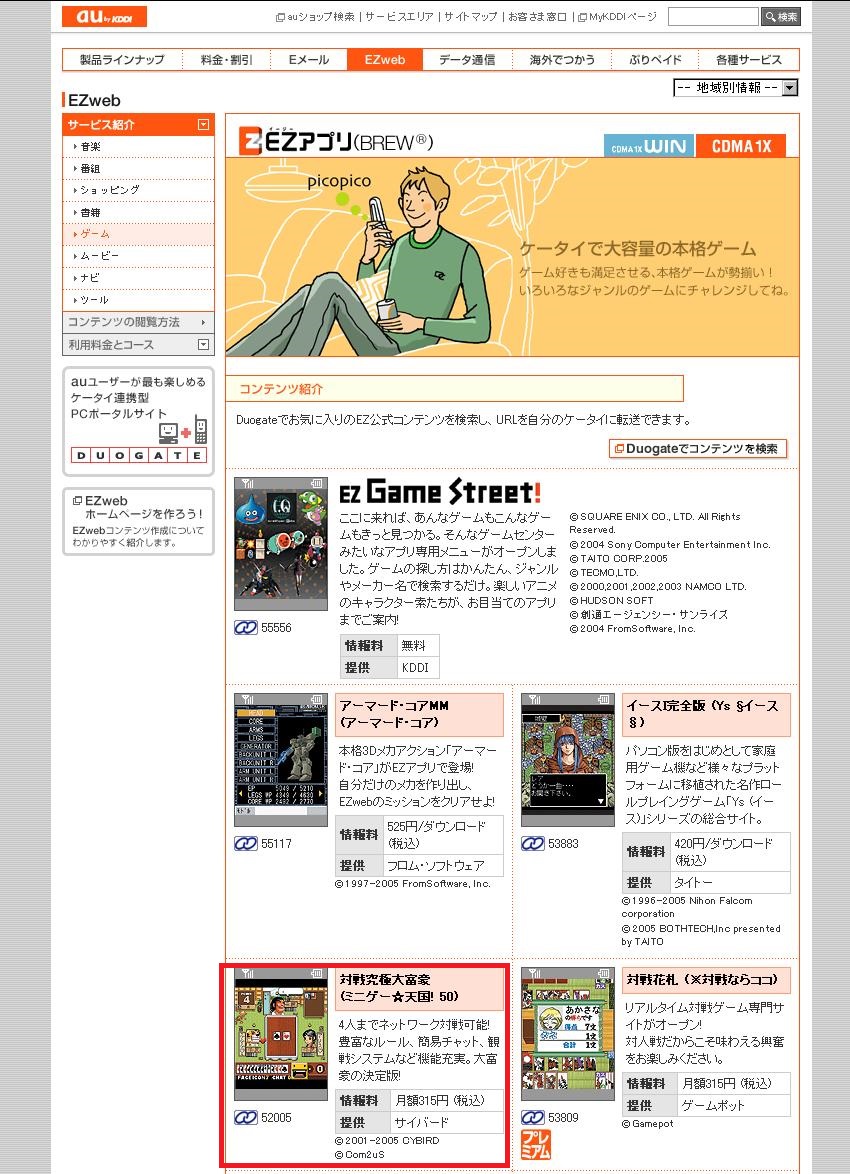 au by KDDI
auショップ検索 | サービスエリア | サイトマップ | お客さま窓口 | MyKDDIページ
検索
製品ラインナップ
料金・割引
Eメール
EZweb
データ通信
海外でつかう
ぷりペイド
各種サービス
-- 地域別情報 --
EZweb
サービス紹介
音楽
番組
ショッピング
書籍
ゲーム
ムービー
ナビ
ツール
コンテンツの閲覧方法
利用料金とコース
auユーザーが最も楽しめる
ケータイ連携型
PCポータルサイト
DUOGATE
EZweb
ホームページを作ろう!
EZwebコンテンツ作成について
わかりやすく紹介します。
イージー
EZアプリ(BREW®)
CDMA 1X WIN
CDMA 1X
picopico
ケータイで大容量の本格ゲーム
ゲーム好きも満足させる、本格ゲームが勢揃い!
いろいろなジャンルのゲームにチャレンジしてね。
コンテンツ紹介
Duogateでお気に入りのEZ公式コンテンツを検索し、URLを自分のケータイに転送できます。
Duogateでコンテンツを検索
EZ Game Street!
ここに来れば、あんなゲームもこんなゲー
ムもきっと見つかる。そんなゲームセンター
みたいなアプリ専用メニューがオープンしま
した。ゲームの探し方はかんたん、ジャンル
やメーカー名で検索するだけ。楽しいアニメ
のキャラクター素たちが、お目当てのアプリ
までご案内!
情報料 無料
提供 KDDI
55556
©SQUARE ENIX CO., LTD. All Rights
Reserved.
©2004 Sony Computer Entertainment Inc.
©TAITO CORP.2005
©TECMO,LTD.
©2000,2001,2002,2003 NAMCO LTD.
©HUDSON SOFT
©創通エージェンシー・サンライズ
©2004 FromSoftware, Inc.
HEAD
CORE
ARMS
LEGS
GENERATOR
BACKUNIT L
BACKUNIT R
ARM UNIT L
ARM UNIT R
55117
アーマード・コアMM
(アーマード・コア)
本格3Dメカアクション「アーマー
ド・コア」がEZアプリで登場!
自分だけのメカを作り出し、
EZwebのミッションをクリアせよ!
情報料 525円/ダウンロード
(税込)
提供 フロム・ソフトウェア
©1997-2005 FromSoftware, Inc.
53883
イースI完全版 (Ys §イース
§)
パソコン版をはじめとして家庭
用ゲーム機など様々なプラット
フォームに移植された名作ロー
ルプレイングゲーム「Ys (イー
ス)」シリーズの総合サイト。
情報料 420円/ダウンロード
(税込)
提供 タイトー
©1996-2005 Nihon Falcom
corporation
©2005 BOTHTECH,Inc presented
by TAITO
52005
対戦究極大富豪
(ミニゲー☆天国! 50)
4人までネットワーク対戦可能!
豊富なルール、簡易チャット、観
戦システムなど機能充実。大富
豪の決定版!
情報料 月額315円 (税込)
提供 サイバード
©2001-2005 CYBIRD
©Com2uS
あかさな
53809
プレミアム
対戦花札 (※対戦ならココ)
リアルタイム対戦ゲーム専門サ
イトがオープン!
対人戦だからこそ味わえる興奮
をお楽しみください。
情報料 月額315円 (税込)
提供 ゲームポット
©Gamepot